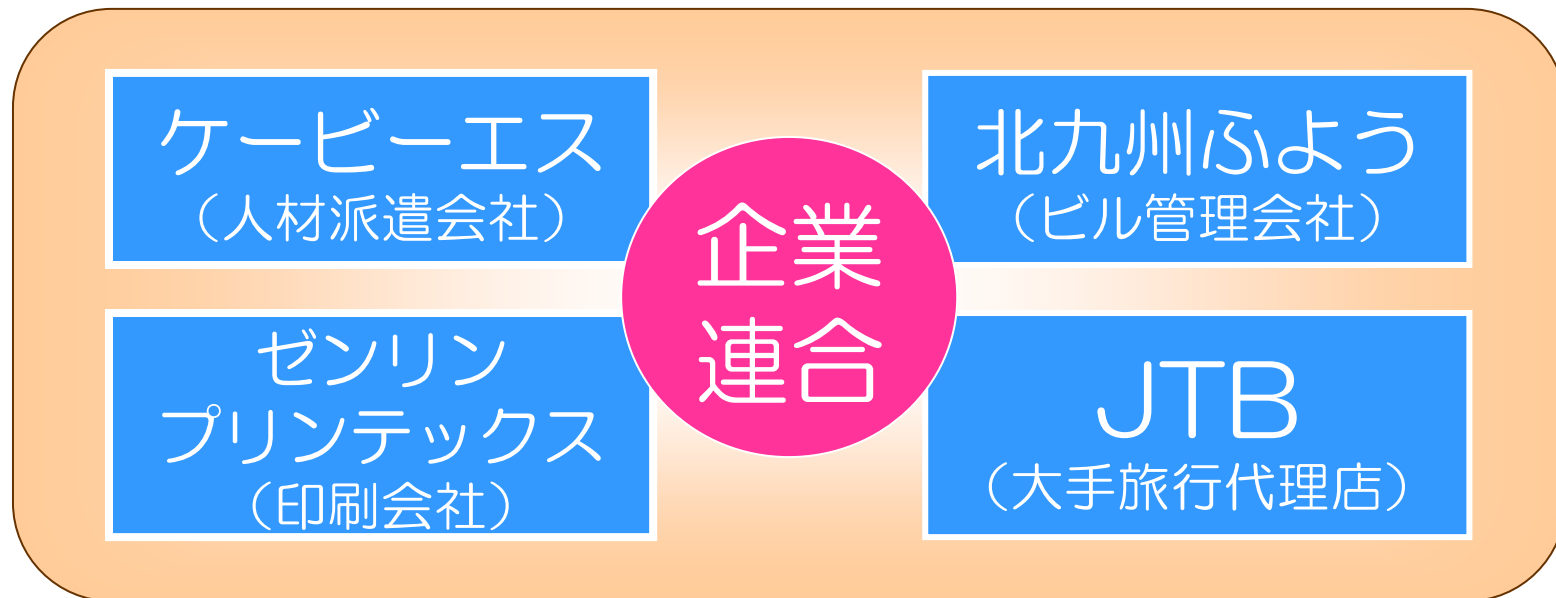 ケービーエス
（人材派遣会社）
北九州ふよう
（ビル管理会社）
企業
連合
ゼンリン
プリンテックス
（印刷会社）
JTB
（大手旅行代理店）